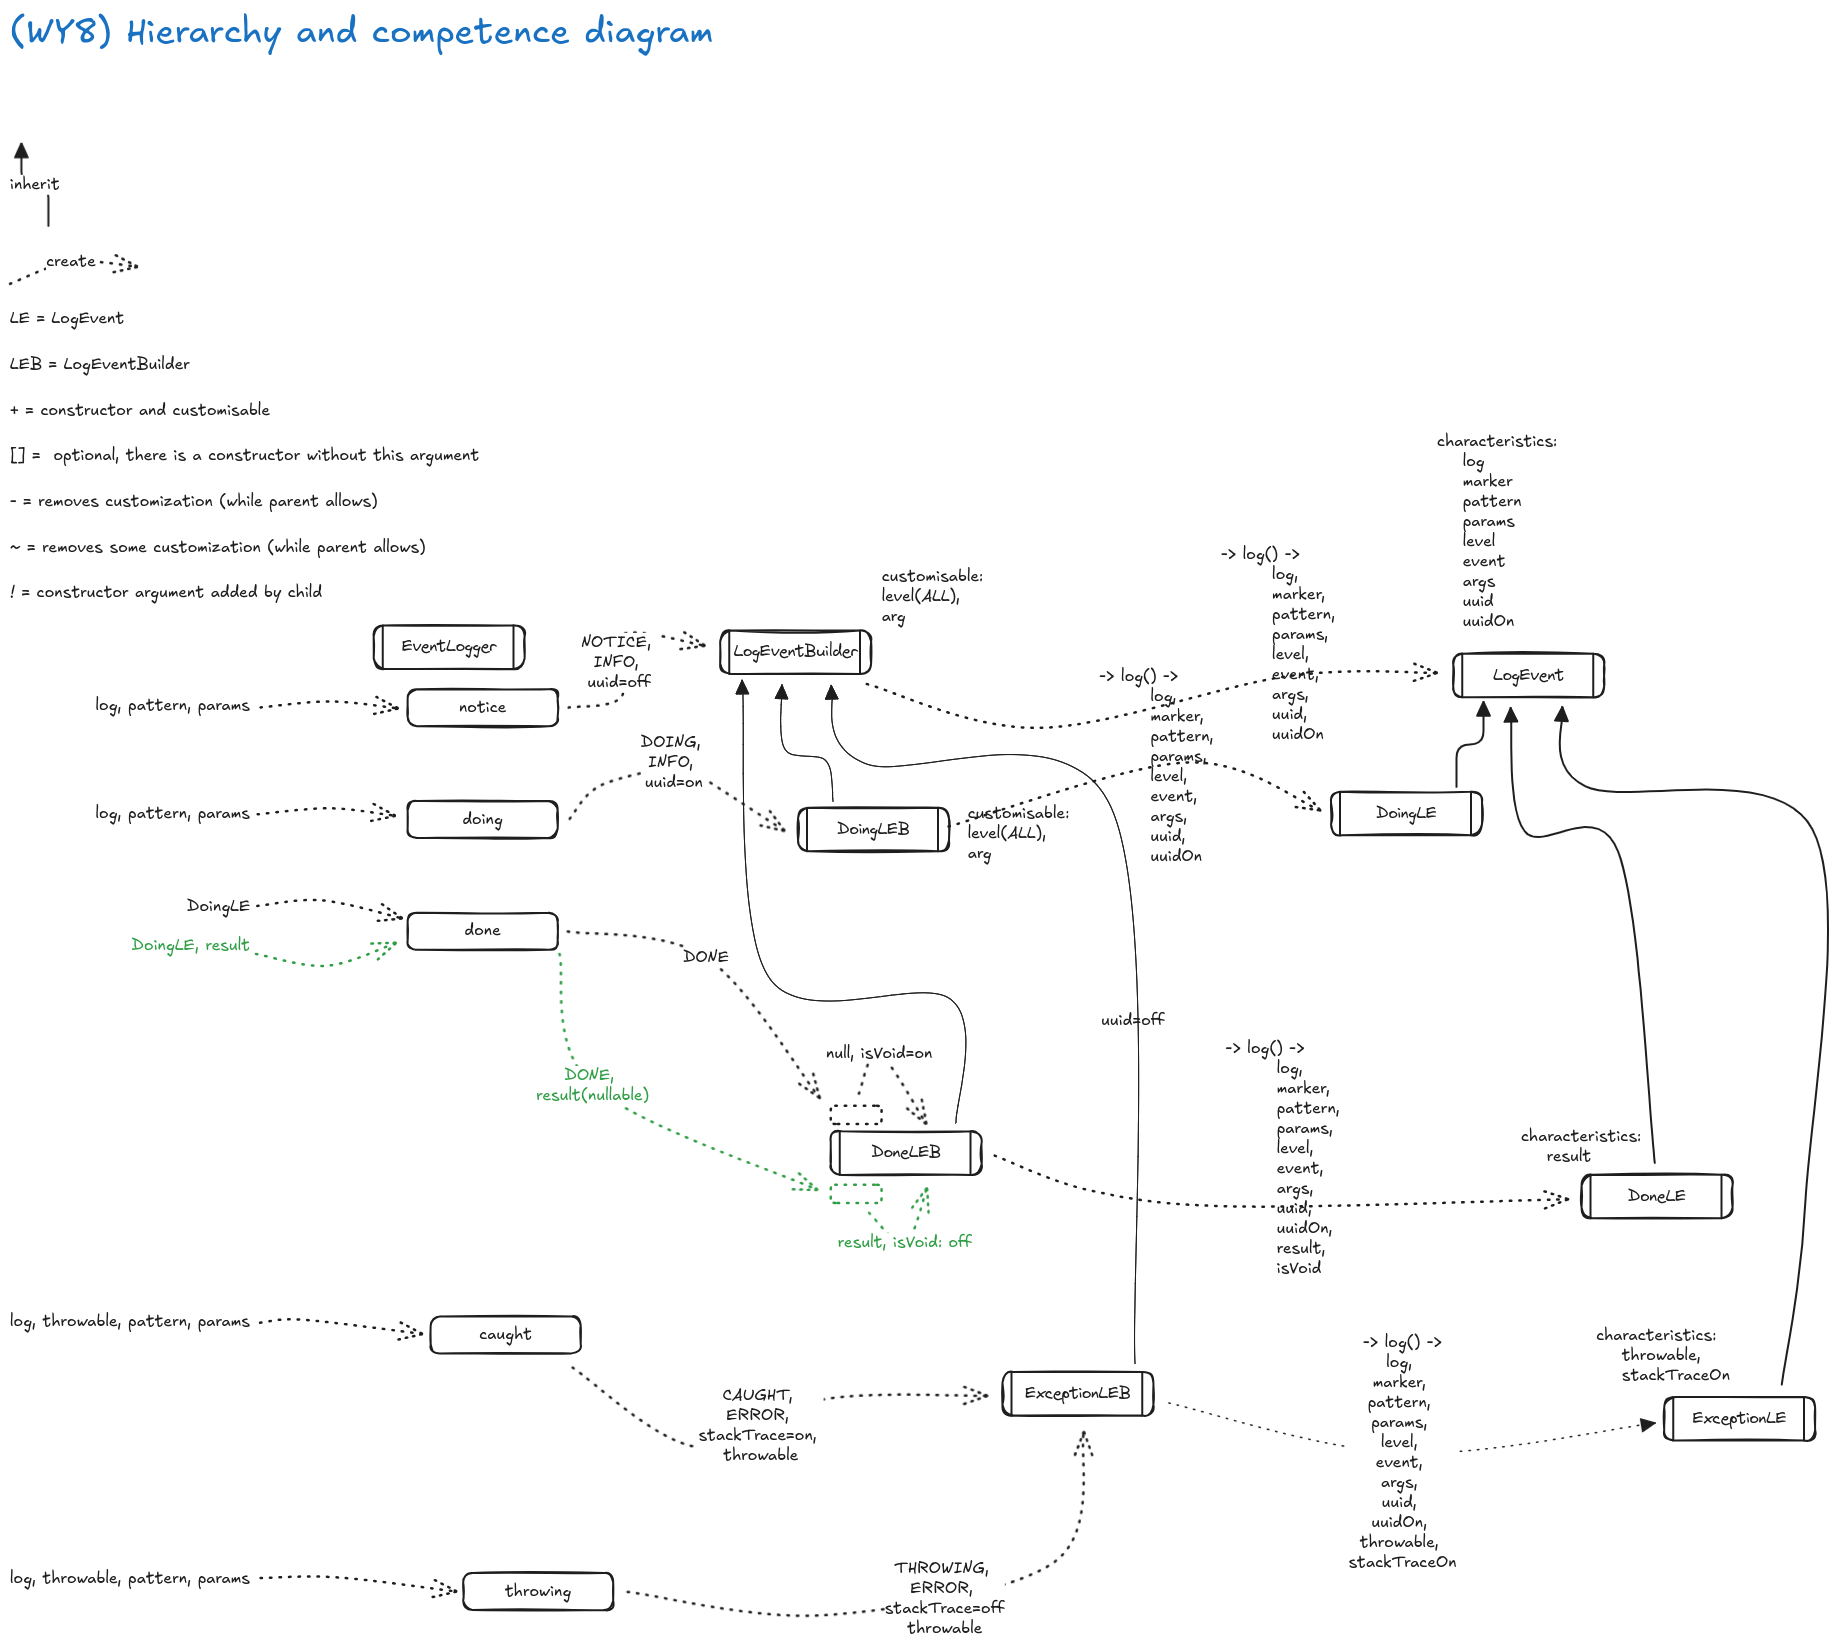 (WY8) Hierarchy and competence diagram
inherit
create
LE = LogEvent
LEB = LogEventBuilder
+ = constructor and customisable
[] =  optional, there is a constructor without this argument
- = removes customization (while parent allows)
~ = removes some customization (while parent allows)
! = constructor argument added by child
EventLogger
log, pattern, params
notice
NOTICE,
INFO,
uuid=off
LogEventBuilder
customisable:
level(ALL),
arg
-> log() ->
log,
marker,
pattern,
params,
level,
event,
args,
uuid,
uuidOn
characteristics:
log
marker
pattern
params
level
event
args
uuid
uuidOn
LogEvent
log, pattern, params
doing
DOING,
INFO,
uuid=on
DoingLEB
customisable:
level(ALL),
arg
-> log() ->
log,
marker,
pattern,
params,
level,
event,
args,
uuid,
uuidOn
DoingLE
DoingLE
DoingLE, result
done
DONE
DONE,
result(nullable)
null, isVoid=on
DoneLEB
result, isVoid: off
uuid=off
-> log() ->
log,
marker,
pattern,
params,
level,
event,
args,
uuid,
uuidOn,
result,
isVoid
characteristics:
result
DoneLE
log, throwable, pattern, params
caught
CAUGHT,
ERROR,
stackTrace=on,
throwable
ExceptionLEB
-> log() ->
log,
marker,
pattern,
params,
level,
event,
args,
uuid,
uuidOn,
throwable,
stackTraceOn
characteristics:
throwable,
stackTraceOn
ExceptionLE
log, throwable, pattern, params
throwing
THROWING,
ERROR,
stackTrace=off
throwable